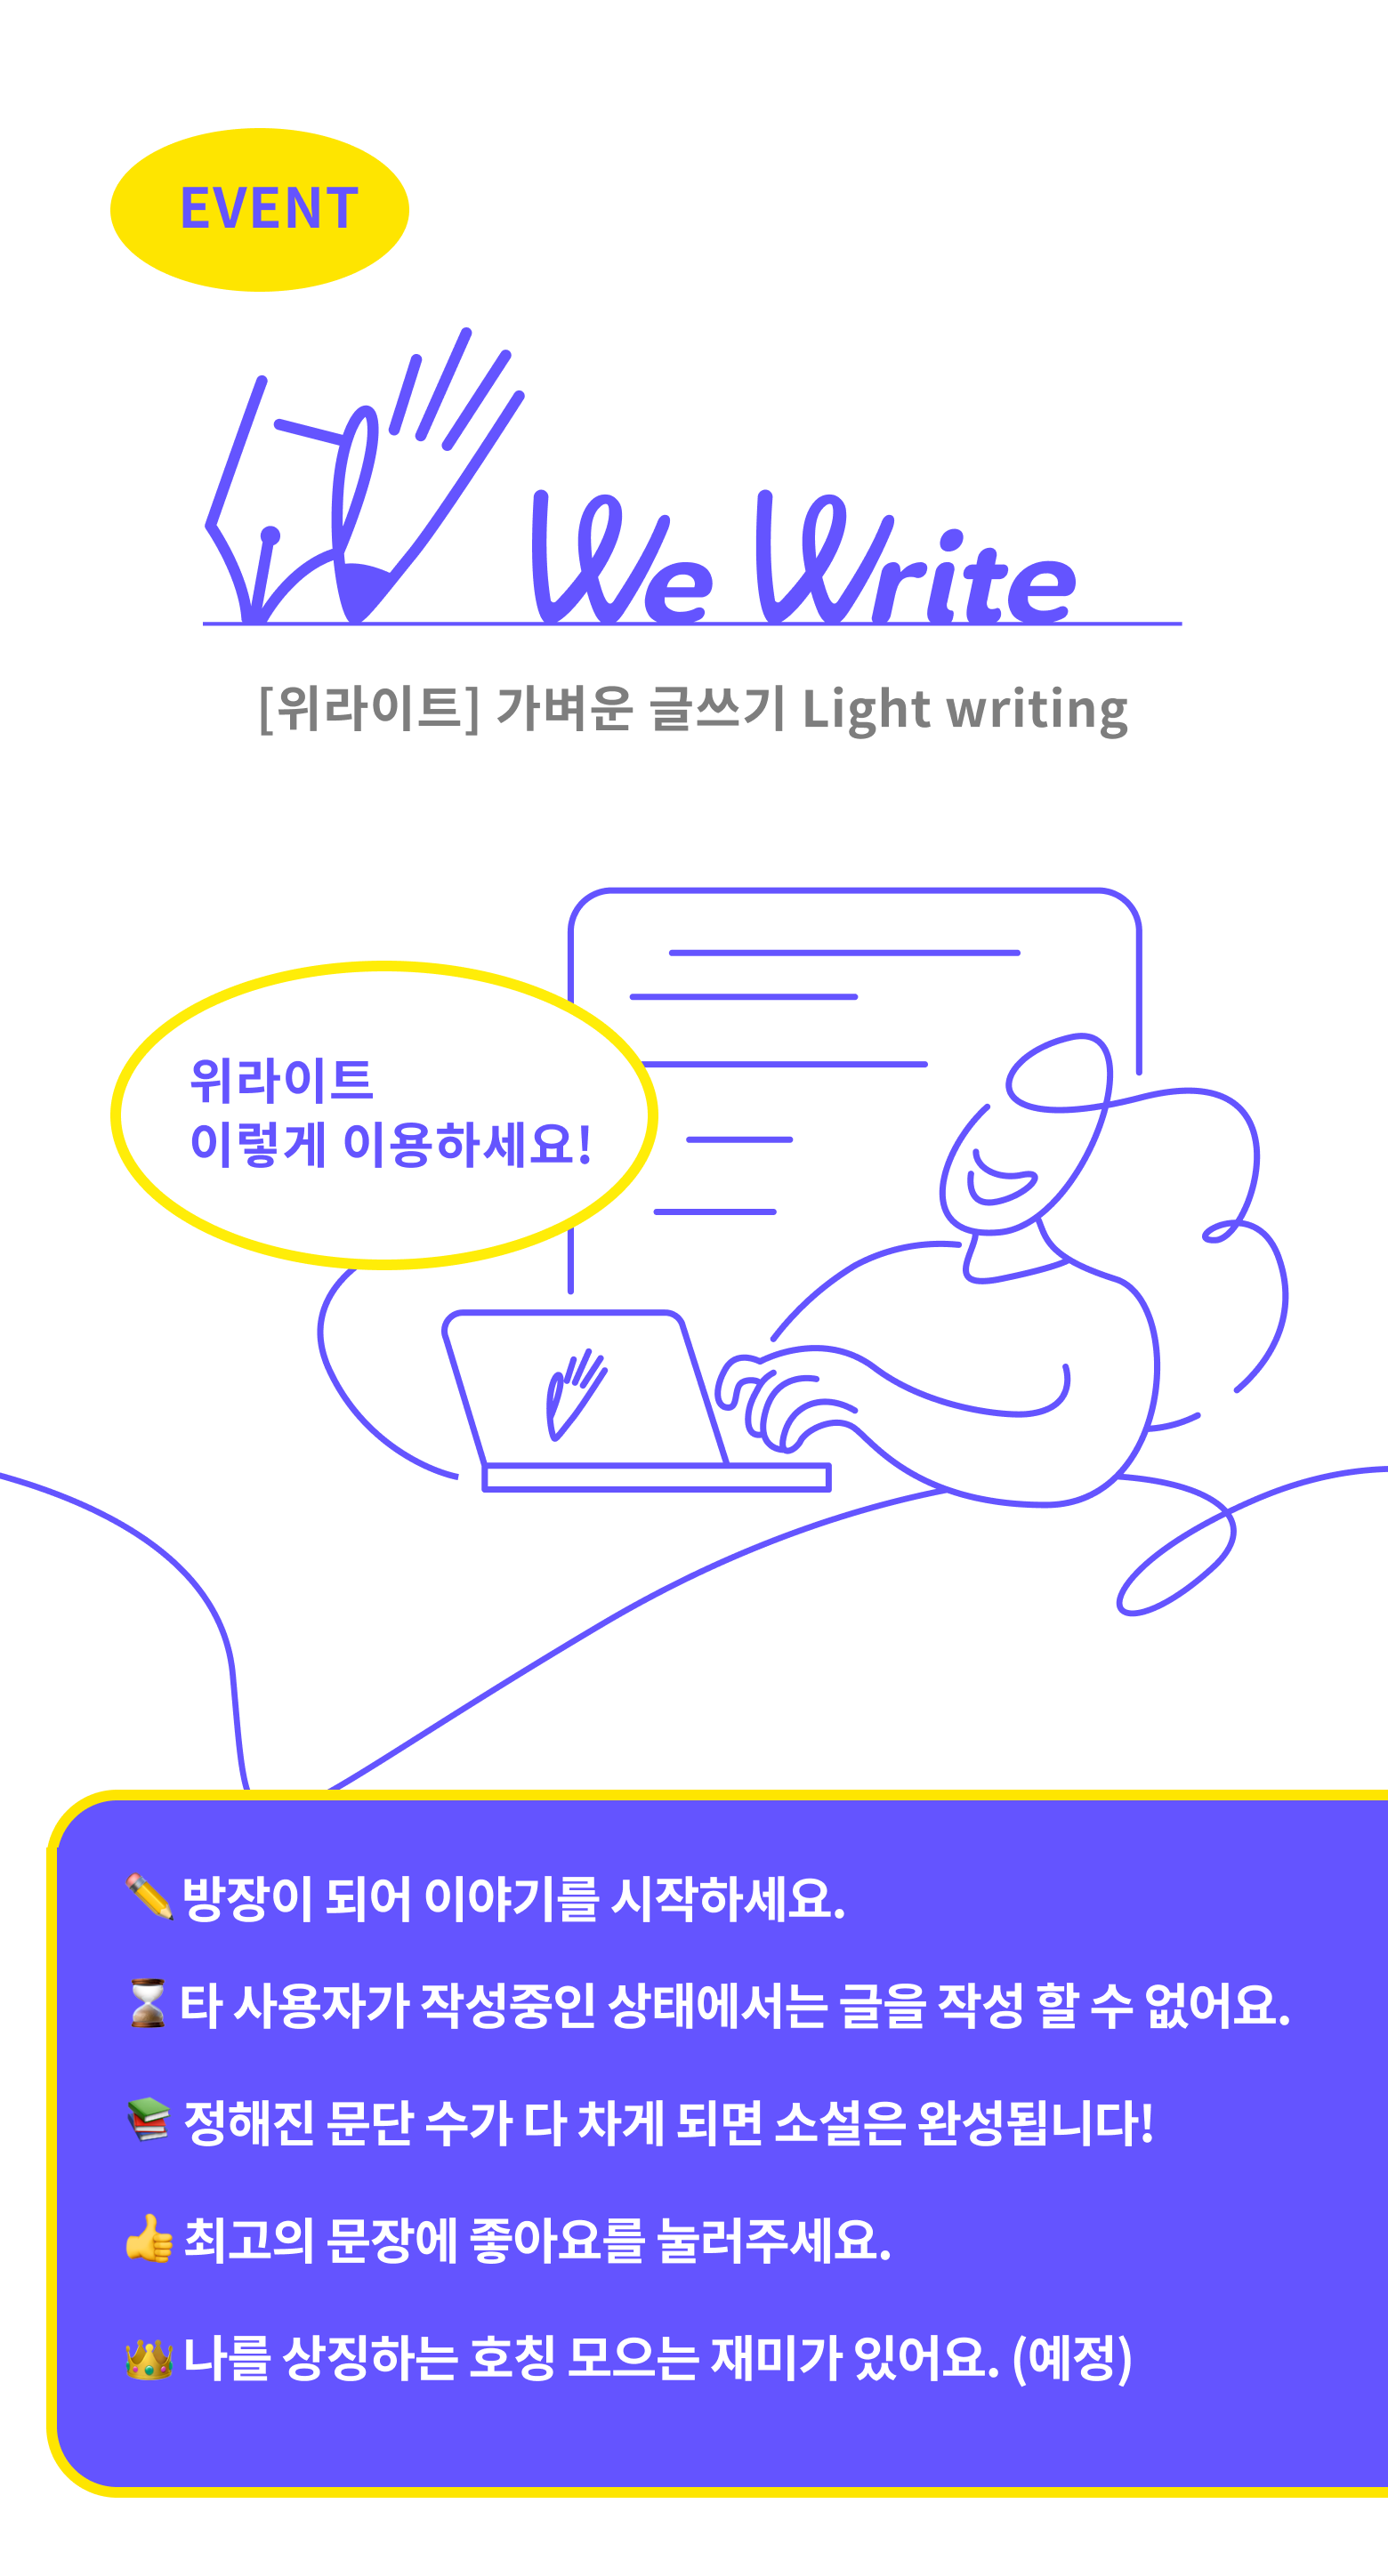 EVENT
We Write
[위라이트] 가벼운 글쓰기 Light writing
위라이트
이렇게 이용하세요!
✏️ 방장이 되어 이야기를 시작하세요.
⏳ 타 사용자가 작성중인 상태에서는 글을 작성 할 수 없어요.
📚 정해진 문단 수가 다 차게 되면 소설은 완성됩니다!
👍 최고의 문장에 좋아요를 눌러주세요.
👑 나를 상징하는 호칭 모으는 재미가 있어요. (예정)